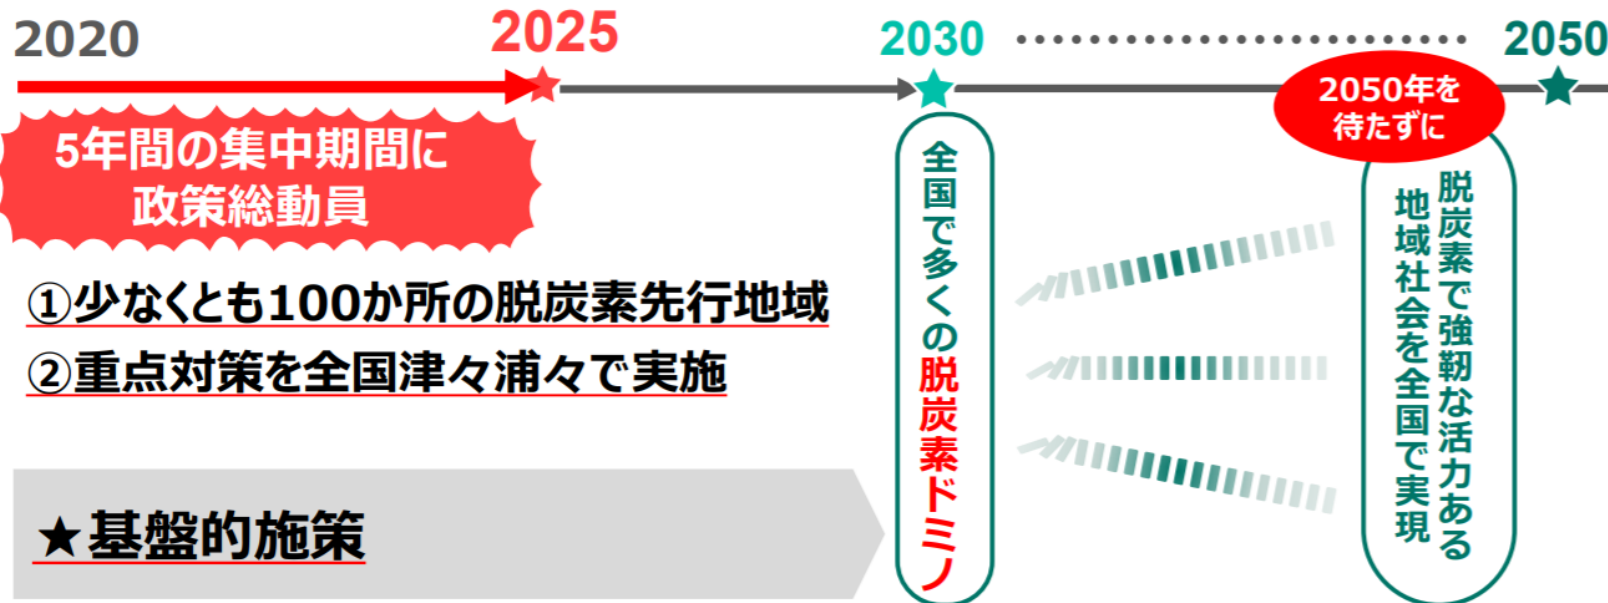 2020
2025
2030
2050
5年間の集中期間に
政策総動員
①少なくとも100か所の脱炭素先行地域
②重点対策を全国津々浦々で実施
★基盤的施策
全国で多くの脱炭素ドミノ
2050年を
待たずに
脱炭素で強靭な活力ある
地域社会を全国で実現